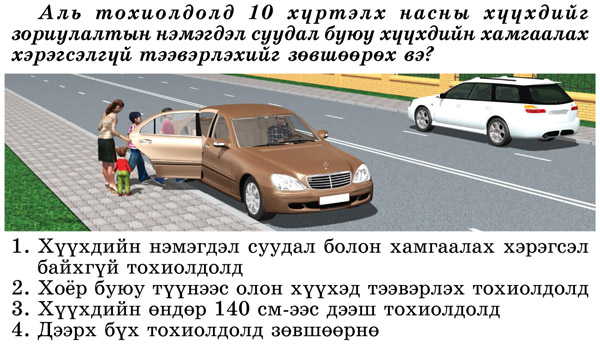 Аль тохиолдолд 10 хүртэлх насны хүүхдийг
зориулалтын нэмэгдэл суудал буюу хүүхдийн хамгаалах
хэрэгсэлгүй тээвэрлэхийг зөвшөөрөх вэ?
1. Хүүхдийн нэмэгдэл суудал болон хамгаалах хэрэгсэл
байхгүй тохиолдолд
2. Хоёр буюу түүнээс олон хүүхэд тээвэрлэх тохиолдолд
3. Хүүхдийн өндөр 140 см-ээс дээш тохиолдолд
4. Дээрх бүх тохиолдолд зөвшөөрнө